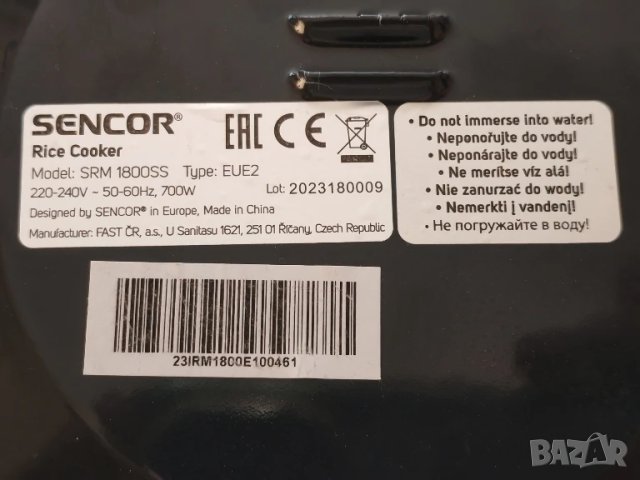 SENCOR®
Rice Cooker
Model: SRM 1800SS Type: EUE2
220-240V ~ 50-60Hz, 700W
Lot: 2023180009
Designed by SENCOR® in Europe, Made in China
Manufacturer: FAST ČR, a.s., U Sanitasu 1621, 251 01 Říčany, Czech Republic
EAC CE
• Do not immerse into water!
• Neponořujte do vody!
• Neponárajte do vody!
• Ne merítse víz alá!
• Nie zanurzać do wody!
• Nemerkti į vandenį!
• Не погружайте в воду!
23IRM1800E100461
BAZAR